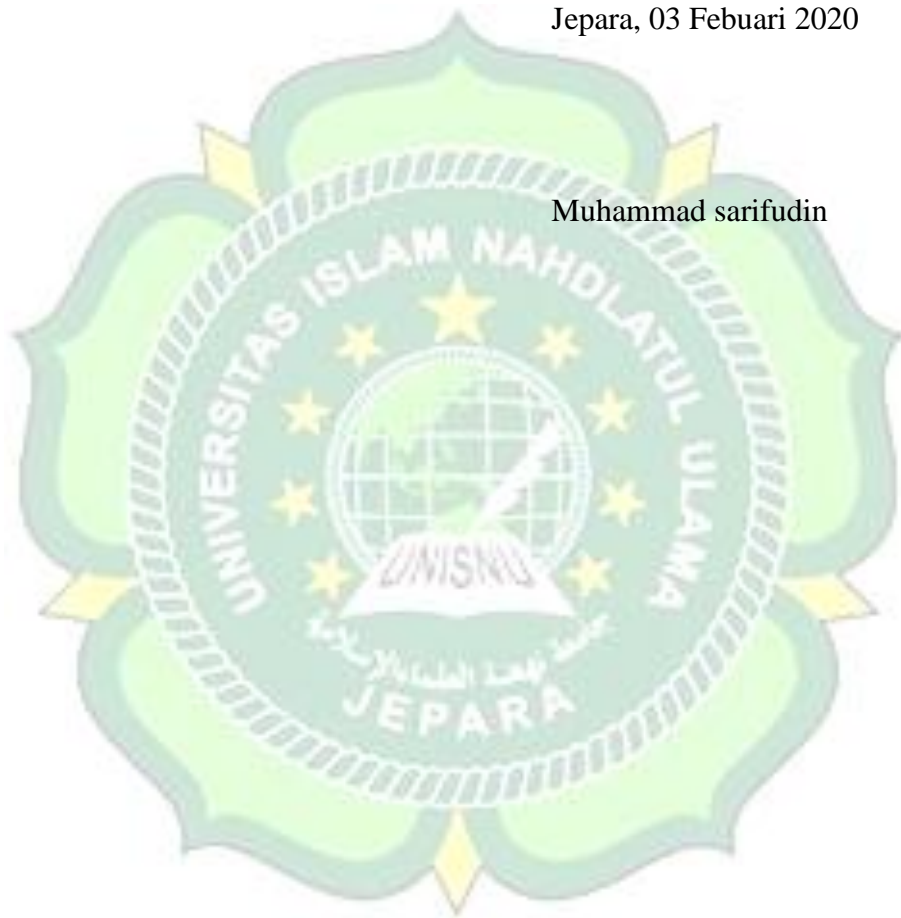 Jepara, 03 Febuari 2020
Muhammad sarifudin
UNIVERSITAS ISLAM NAHDLATUL ULAMA
UNISNU
JEPARA